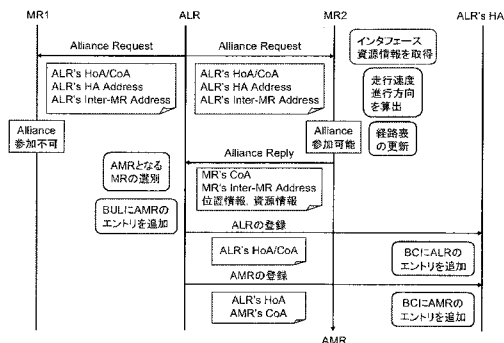 MR1
ALR
MR2
ALR's HA
Alliance Request
Alliance Request
インタフェース
資源情報を取得
ALR's HoA/CoA
ALR's HA Address
ALR's Inter-MR Address
ALR's HoA/CoA
ALR's HA Address
ALR's Inter-MR Address
走行速度
進行方向
を算出
Alliance
参加不可
Alliance
参加可能
経路表
の更新
Alliance Reply
AMRとなる
MRの選別
MR's CoA
MR's Inter-MR Address
位置情報, 資源情報
BULにAMRの
エントリを追加
ALRの登録
ALR's HoA/CoA
BCにALRの
エントリを追加
AMRの登録
ALR's HoA
AMR's CoA
BCにAMRの
エントリを追加
AMR